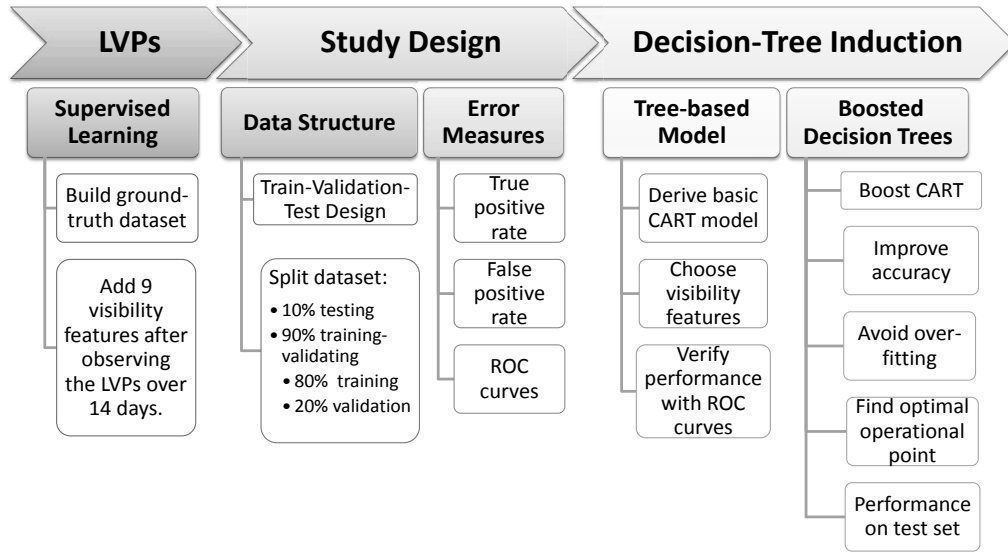 LVPs
Study Design
Decision-Tree Induction
Supervised
Learning
Build ground-
truth dataset
Add 9
visibility
features after
observing
the LVPs over
14 days.
Data Structure
Train-Validation-
Test Design
Split dataset:
• 10% testing
• 90% training-
validating
• 80% training
• 20% validation
Error
Measures
True
positive
rate
False
positive
rate
ROC
curves
Tree-based
Model
Derive basic
CART model
Choose
visibility
features
Verify
performance
with ROC
curves
Boosted
Decision Trees
Boost CART
Improve
accuracy
Avoid over-
fitting
Find optimal
operational
point
Performance
on test set